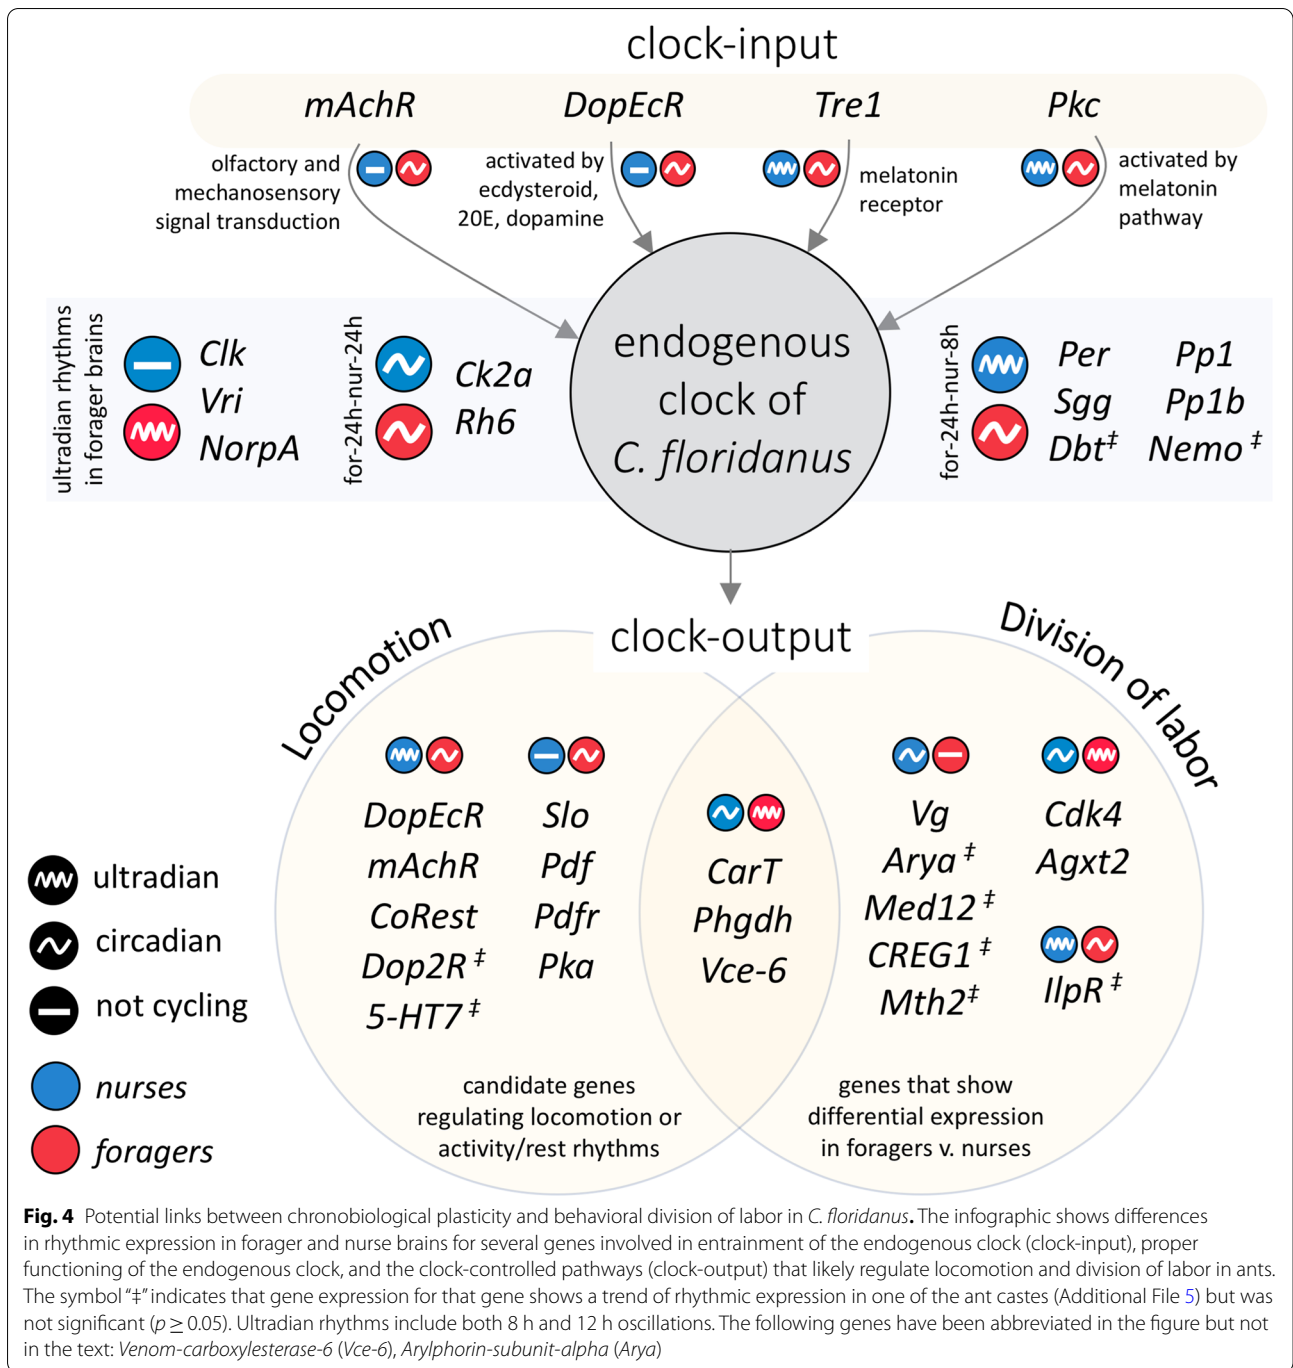 clock-input
mAchR
DopEcR
Tre1
Pkc
olfactory and
mechanosensory
signal transduction
activated by
ecdysteroid,
20E, dopamine
melatonin
receptor
activated by
melatonin
pathway
ultradian rhythms
in forager brains
Clk
Vri
NorpA
for-24h-nur-24h
Ck2a
Rh6
endogenous
clock of
C. floridanus
for-24h-nur-8h
Per
Sgg
Dbt‡
Pp1
Pp1b
Nemo ‡
clock-output
Locomotion
Division of labor
DopEcR
mAchR
CoRest
Dop2R ‡
5-HT7 ‡
Slo
Pdf
Pdfr
Pka
CarT
Phgdh
Vce-6
Vg
Arya ‡
Med12 ‡
CREG1 ‡
Mth2‡
Cdk4
Agxt2
IlpR ‡
candidate genes
regulating locomotion or
activity/rest rhythms
genes that show
differential expression
in foragers v. nurses
ultradian
circadian
not cycling
nurses
foragers
Fig. 4 Potential links between chronobiological plasticity and behavioral division of labor in C. floridanus. The infographic shows differences
in rhythmic expression in forager and nurse brains for several genes involved in entrainment of the endogenous clock (clock-input), proper
functioning of the endogenous clock, and the clock-controlled pathways (clock-output) that likely regulate locomotion and division of labor in ants.
The symbol “‡” indicates that gene expression for that gene shows a trend of rhythmic expression in one of the ant castes (Additional File 5) but was
not significant (p ≥ 0.05). Ultradian rhythms include both 8 h and 12 h oscillations. The following genes have been abbreviated in the figure but not
in the text: Venom-carboxylesterase-6 (Vce-6), Arylphorin-subunit-alpha (Arya)